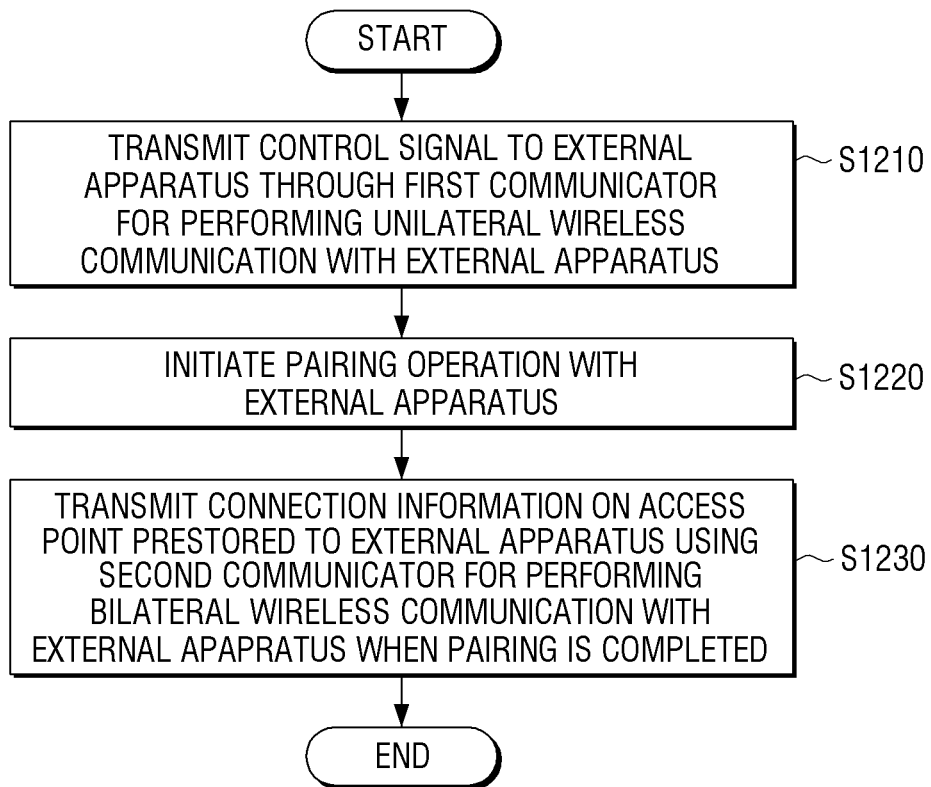 START
TRANSMIT CONTROL SIGNAL TO EXTERNAL
APPARATUS THROUGH FIRST COMMUNICATOR
FOR PERFORMING UNILATERAL WIRELESS
COMMUNICATION WITH EXTERNAL APPARATUS
S1210
INITIATE PAIRING OPERATION WITH
EXTERNAL APPARATUS
S1220
TRANSMIT CONNECTION INFORMATION ON ACCESS
POINT PRESTORED TO EXTERNAL APPARATUS USING
SECOND COMMUNICATOR FOR PERFORMING
BILATERAL WIRELESS COMMUNICATION WITH
EXTERNAL APAPRATUS WHEN PAIRING IS COMPLETED
S1230
END